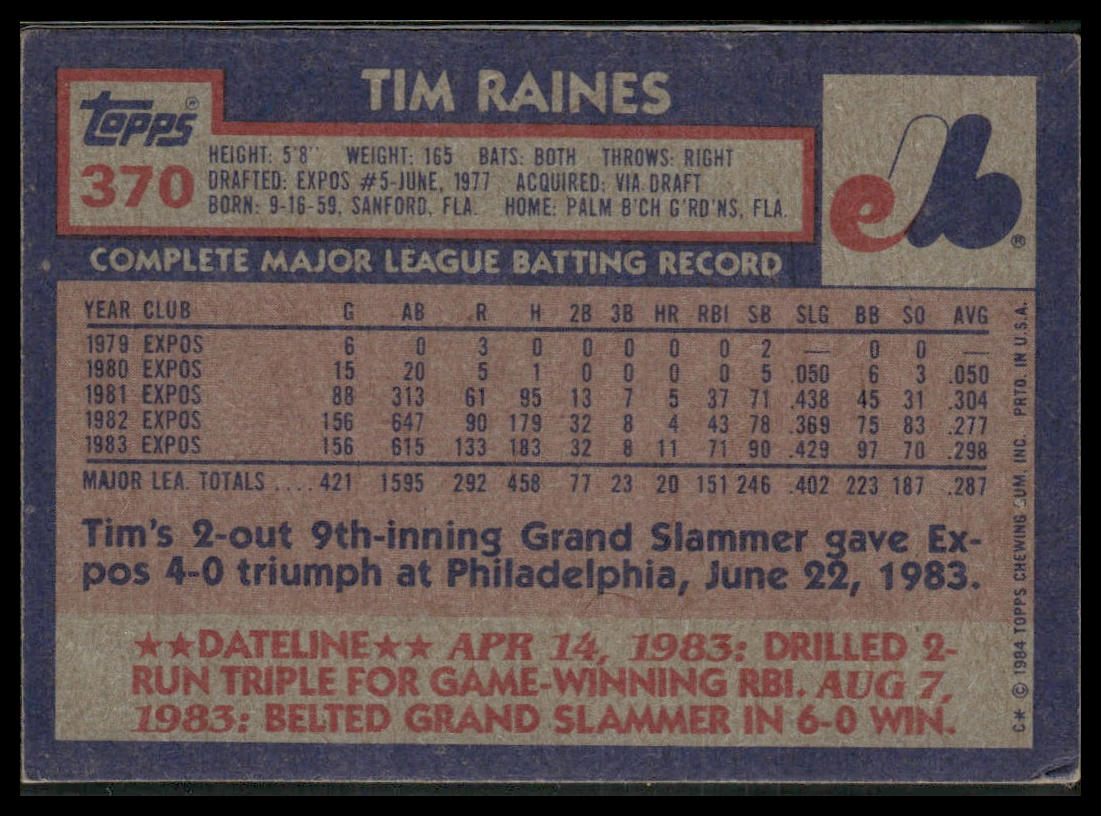 TIM RAINES
Topps®
370
HEIGHT: 5'8" WEIGHT: 165 BATS: BOTH THROWS: RIGHT
DRAFTED: EXPOS #5-JUNE, 1977 ACQUIRED: VIA DRAFT
BORN: 9-16-59, SANFORD, FLA. HOME: PALM B'CH G'RD'NS, FLA.
eb®
COMPLETE MAJOR LEAGUE BATTING RECORD
YEAR CLUB G AB R H 2B 3B HR RBI SB SLG BB SO AVG
1979 EXPOS 6 0 3 0 0 0 0 0 2 — 0 0 —
1980 EXPOS 15 20 5 1 0 0 0 0 5 .050 6 3 .050
1981 EXPOS 88 313 61 95 13 7 5 37 71 .438 45 31 .304
1982 EXPOS 156 647 90 179 32 8 4 43 78 .369 75 83 .277
1983 EXPOS 156 615 133 183 32 8 11 71 90 .429 97 70 .298
MAJOR LEA. TOTALS .... 421 1595 292 458 77 23 20 151 246 .402 223 187 .287
Tim's 2-out 9th-inning Grand Slammer gave Ex-
pos 4-0 triumph at Philadelphia, June 22, 1983.
★★DATELINE★★ APR 14, 1983: DRILLED 2-
RUN TRIPLE FOR GAME-WINNING RBI. AUG 7,
1983: BELTED GRAND SLAMMER IN 6-0 WIN.
C* © 1984 TOPPS CHEWING GUM, INC. PRTD. IN U.S.A.